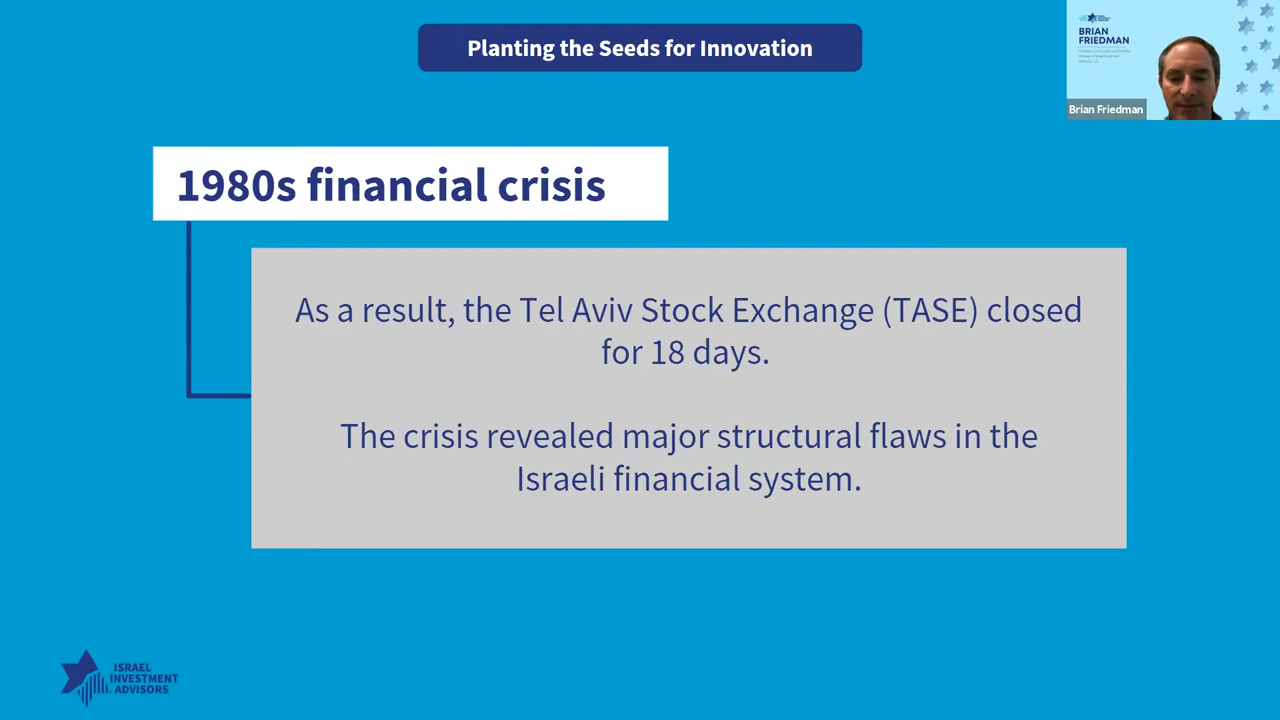 Planting the Seeds for Innovation
BRIAN
FRIEDMAN
Brian Friedman
1980s financial crisis
As a result, the Tel Aviv Stock Exchange (TASE) closed
for 18 days.
The crisis revealed major structural flaws in the
Israeli financial system.
ISRAEL
INVESTMENT
ADVISORS